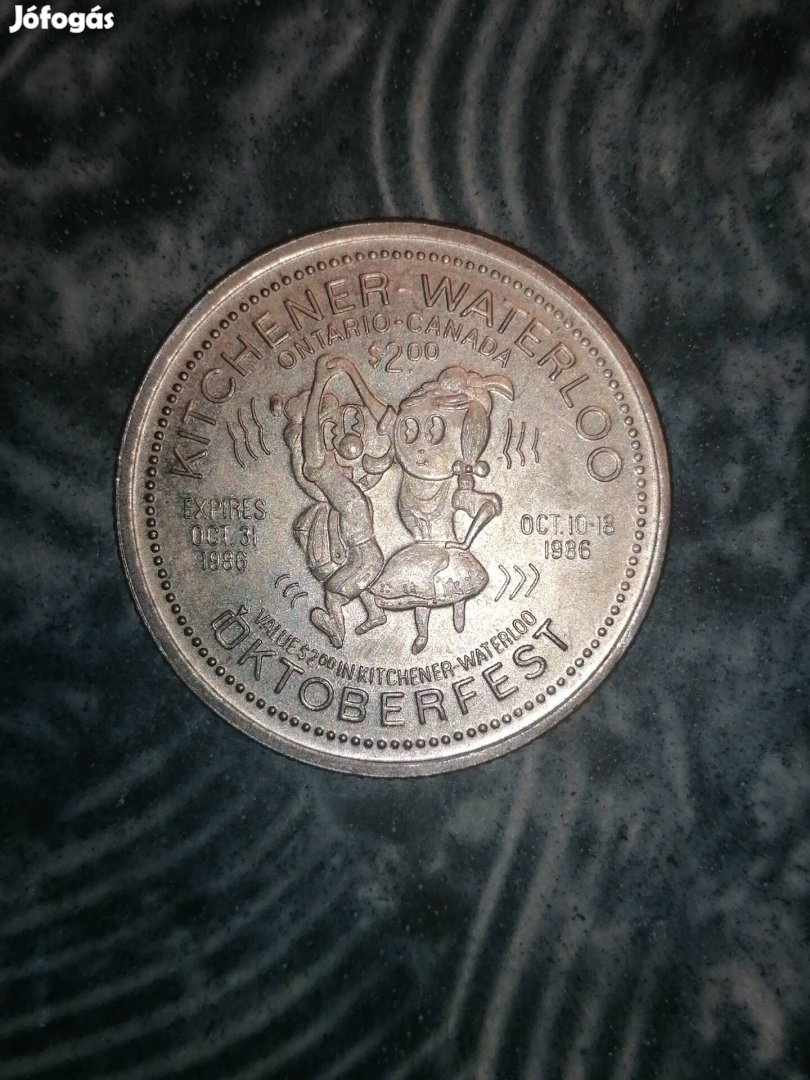 Jófogás
KITCHENER-WATERLOO
ONTARIO-CANADA
$2.00
EXPIRES
OCT. 31
1986
OCT. 10-18
1986
VALUE $2.00 IN KITCHENER-WATERLOO
OKTOBERFEST